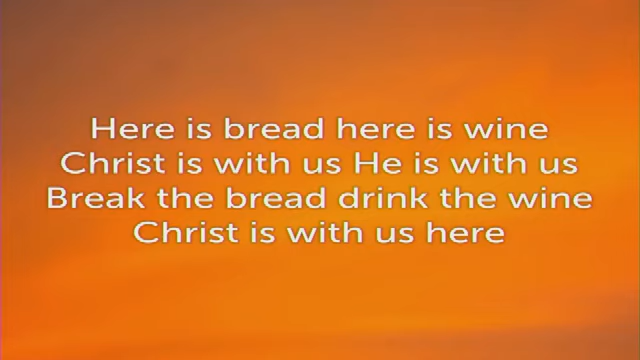 Here is bread here is wine
Christ is with us He is with us
Break the bread drink the wine
Christ is with us here